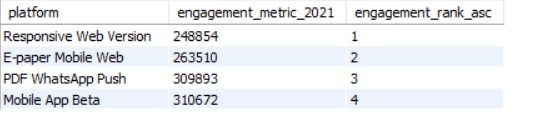 platform engagement_metric_2021 engagement_rank_asc
Responsive Web Version 248854 1
E-paper Mobile Web 263510 2
PDF WhatsApp Push 309893 3
Mobile App Beta 310672 4